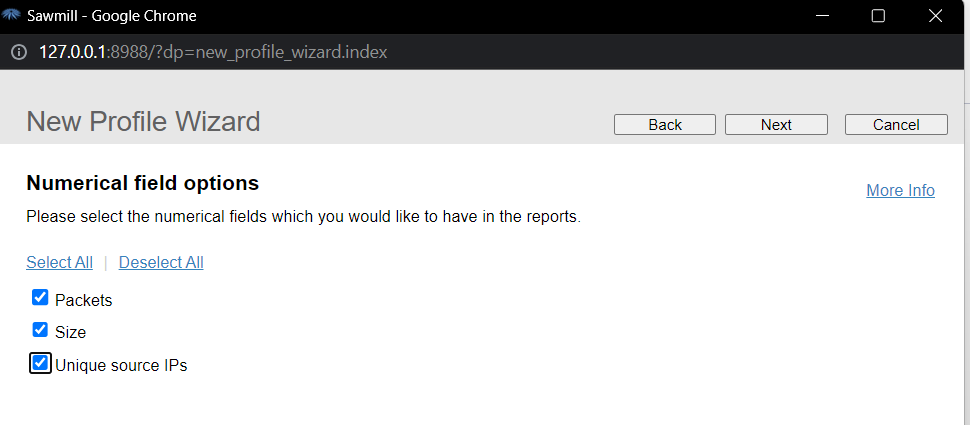 Sawmill - Google Chrome
127.0.0.1:8988/?dp=new_profile_wizard.index
New Profile Wizard
Back Next Cancel
Numerical field options
More Info
Please select the numerical fields which you would like to have in the reports.
Select All | Deselect All
Packets
Size
Unique source IPs